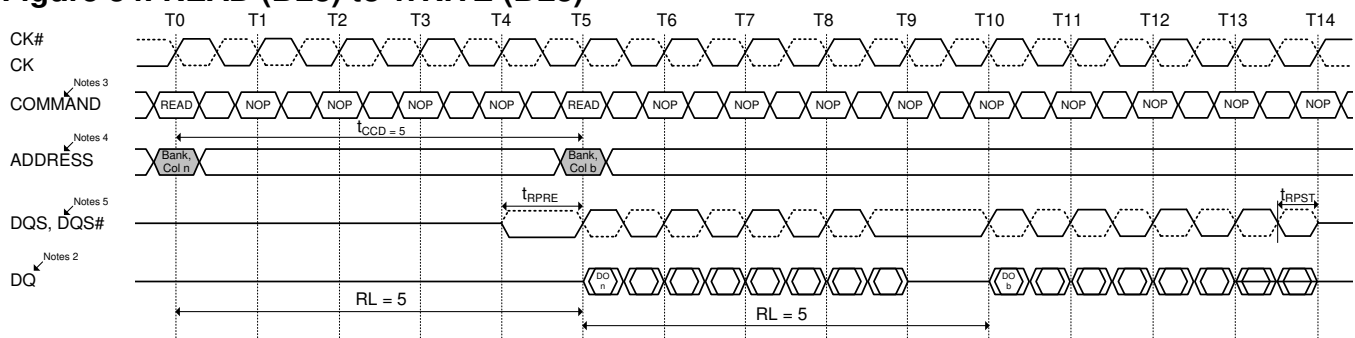 Figure READ (BL8) to WRITE (BL8)
T0 T1 T2 T3 T4 T5 T6 T7 T8 T9 T10 T11 T12 T13 T14
CK#
CK
Notes 3
COMMAND READ NOP NOP NOP NOP READ NOP NOP NOP NOP NOP NOP NOP NOP NOP
tCCD = 5
Notes 4
ADDRESS
Bank, Col n
Bank, Col b
tRPRE
tRPST
Notes 5
DQS, DQS#
Notes 2
DQ
DO n
DO b
RL = 5
RL = 5